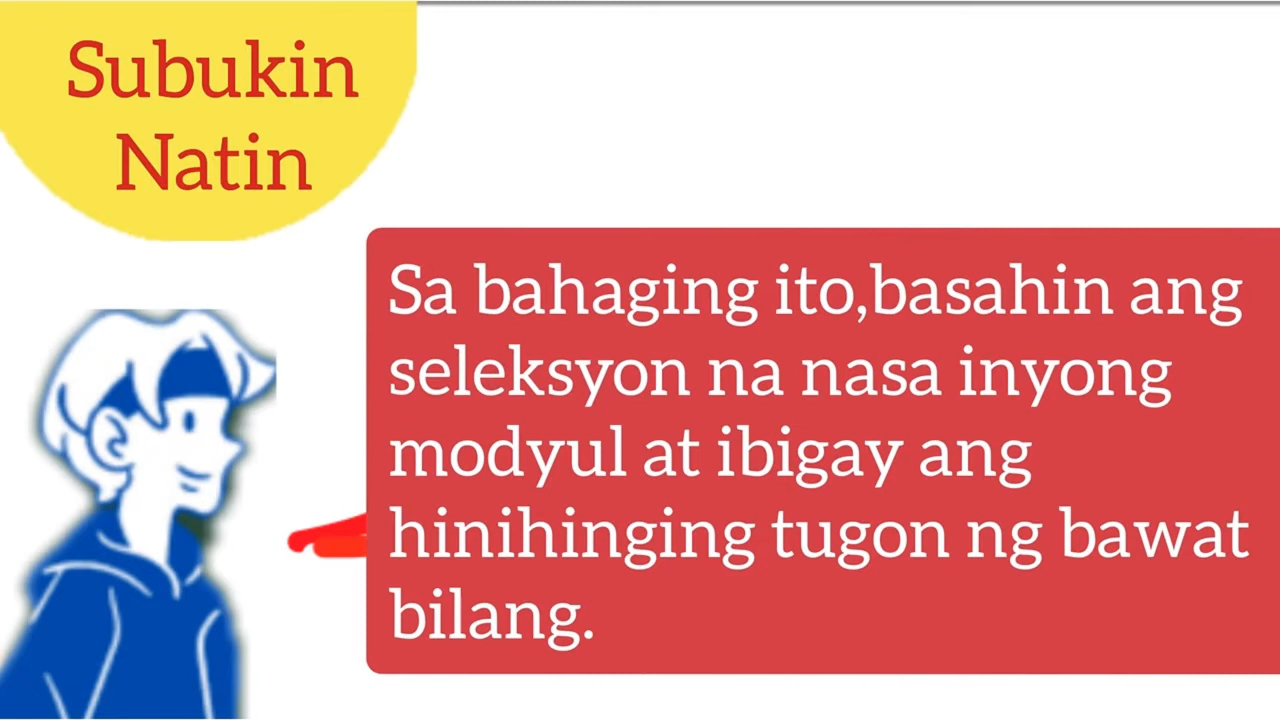 Subukin
Natin
Sa bahaging ito,basahin ang
seleksyon na nasa inyong
modyul at ibigay ang
hinihinging tugon ng bawat
bilang.